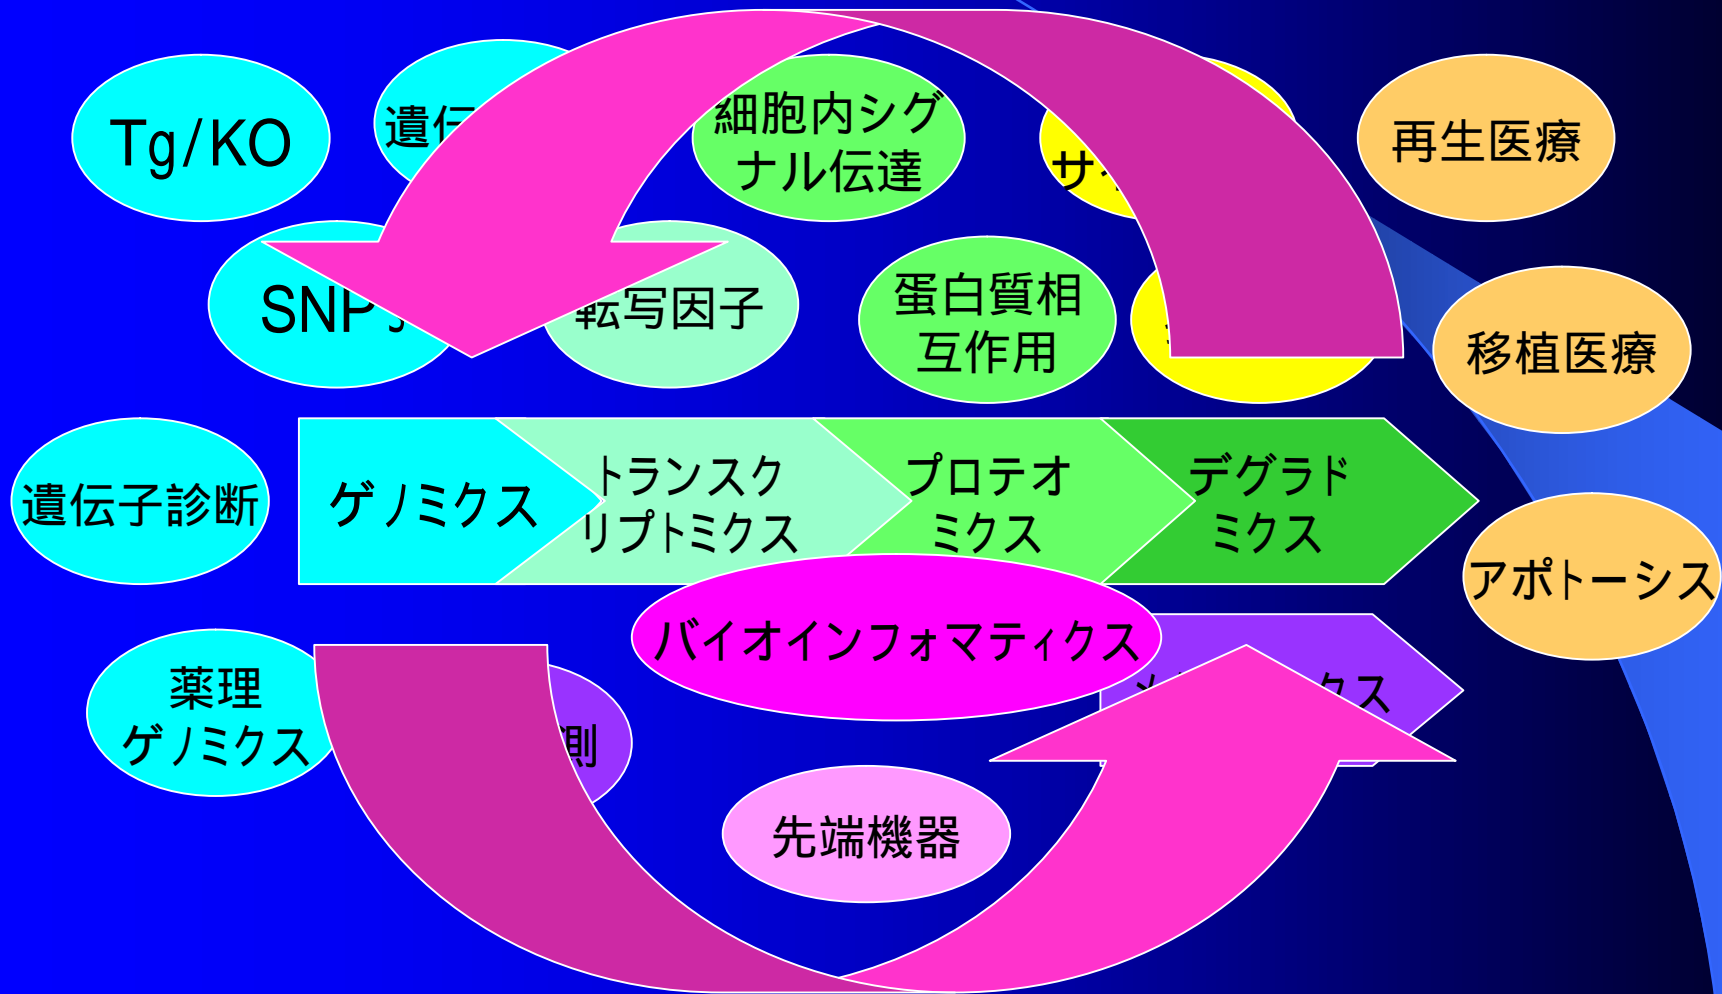 Tg/KO
細胞内シグ
ナル伝達
再生医療
転写因子
蛋白質相
互作用
移植医療
遺伝子診断
ゲノミクス
トランスク
リプトミクス
プロテオ
ミクス
デグラド
ミクス
アポトーシス
バイオインフォマティクス
薬理
ゲノミクス
先端機器